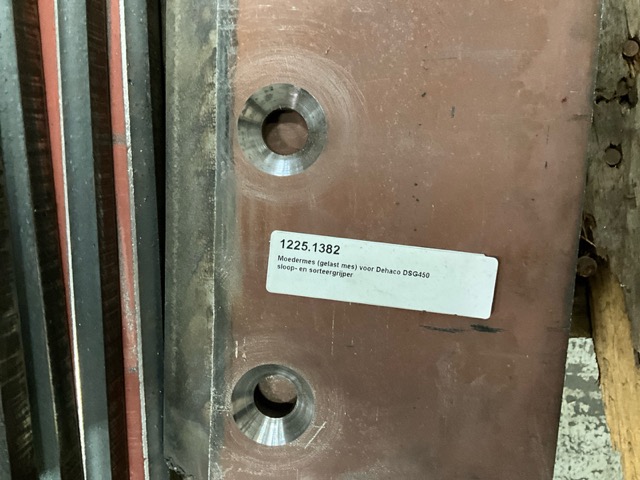 1225.1382
Moedermes (gelast mes) voor Dehaco DSG450
sloop- en sorteergrijper